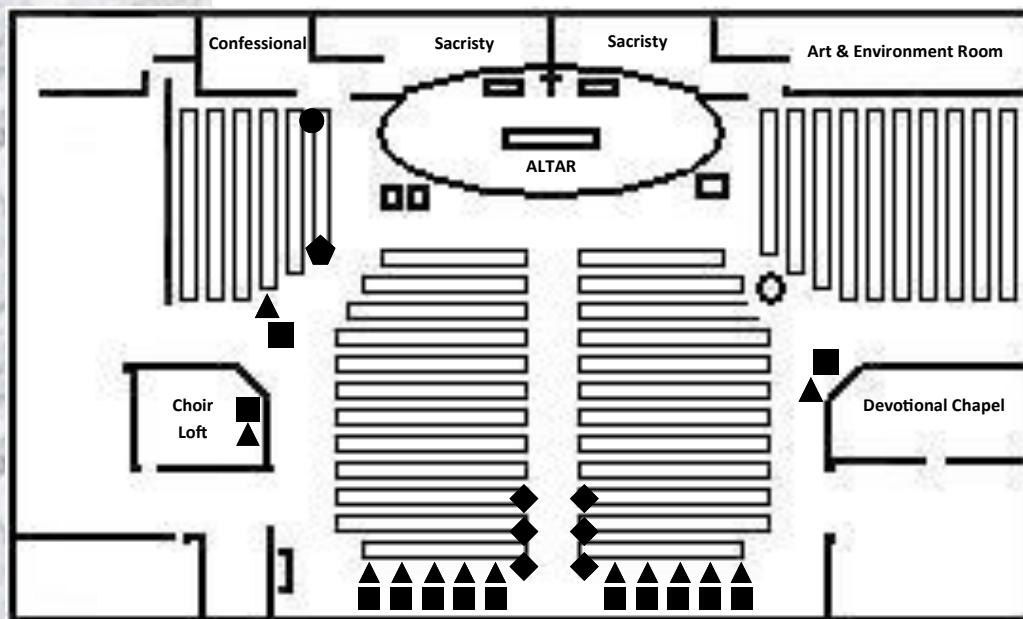 Confessional
Sacristy
Sacristy
Art & Environment Room
ALTAR
Choir
Loft
Devotional Chapel